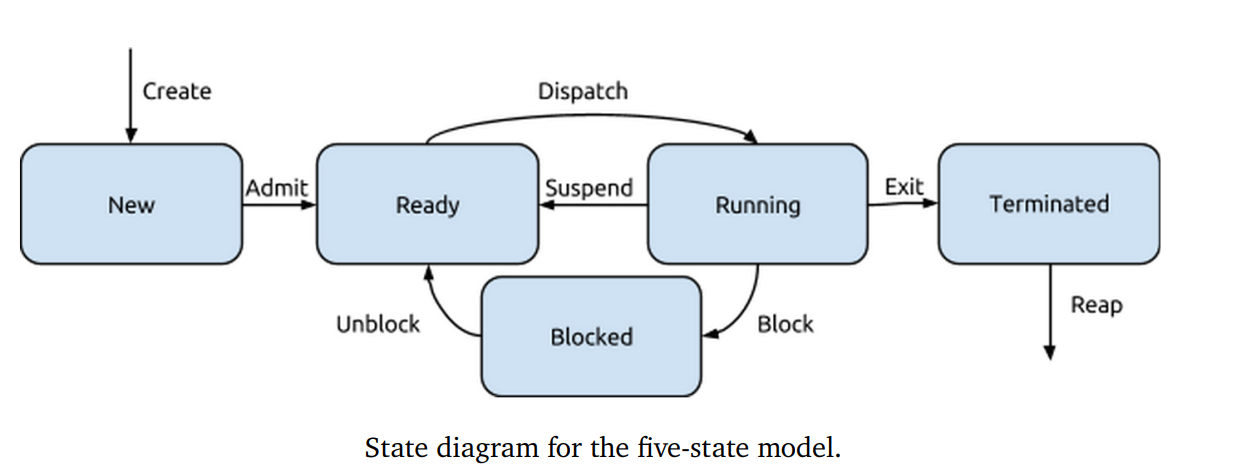 Create
Dispatch
New
Admit
Ready
Suspend
Running
Exit
Terminated
Unblock
Blocked
Block
Reap
State diagram for the five-state model.